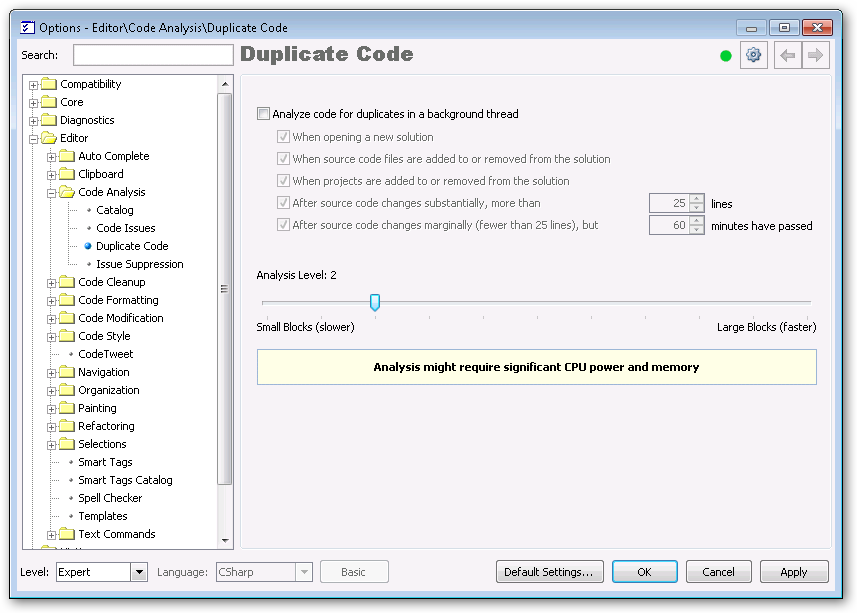 Options - Editor\Code Analysis\Duplicate Code
Search:
Duplicate Code
Compatibility
Core
Diagnostics
Editor
Auto Complete
Clipboard
Code Analysis
Catalog
Code Issues
Duplicate Code
Issue Suppression
Code Cleanup
Code Formatting
Code Modification
Code Style
CodeTweet
Navigation
Organization
Painting
Refactoring
Selections
Smart Tags
Smart Tags Catalog
Spell Checker
Templates
Text Commands
Analyze code for duplicates in a background thread
When opening a new solution
When source code files are added to or removed from the solution
When projects are added to or removed from the solution
After source code changes substantially, more than 25 lines
After source code changes marginally (fewer than 25 lines), but 60 minutes have passed
Analysis Level: 2
Small Blocks (slower) Large Blocks (faster)
Analysis might require significant CPU power and memory
Level: Expert Language: CSharp Basic Default Settings... OK Cancel Apply